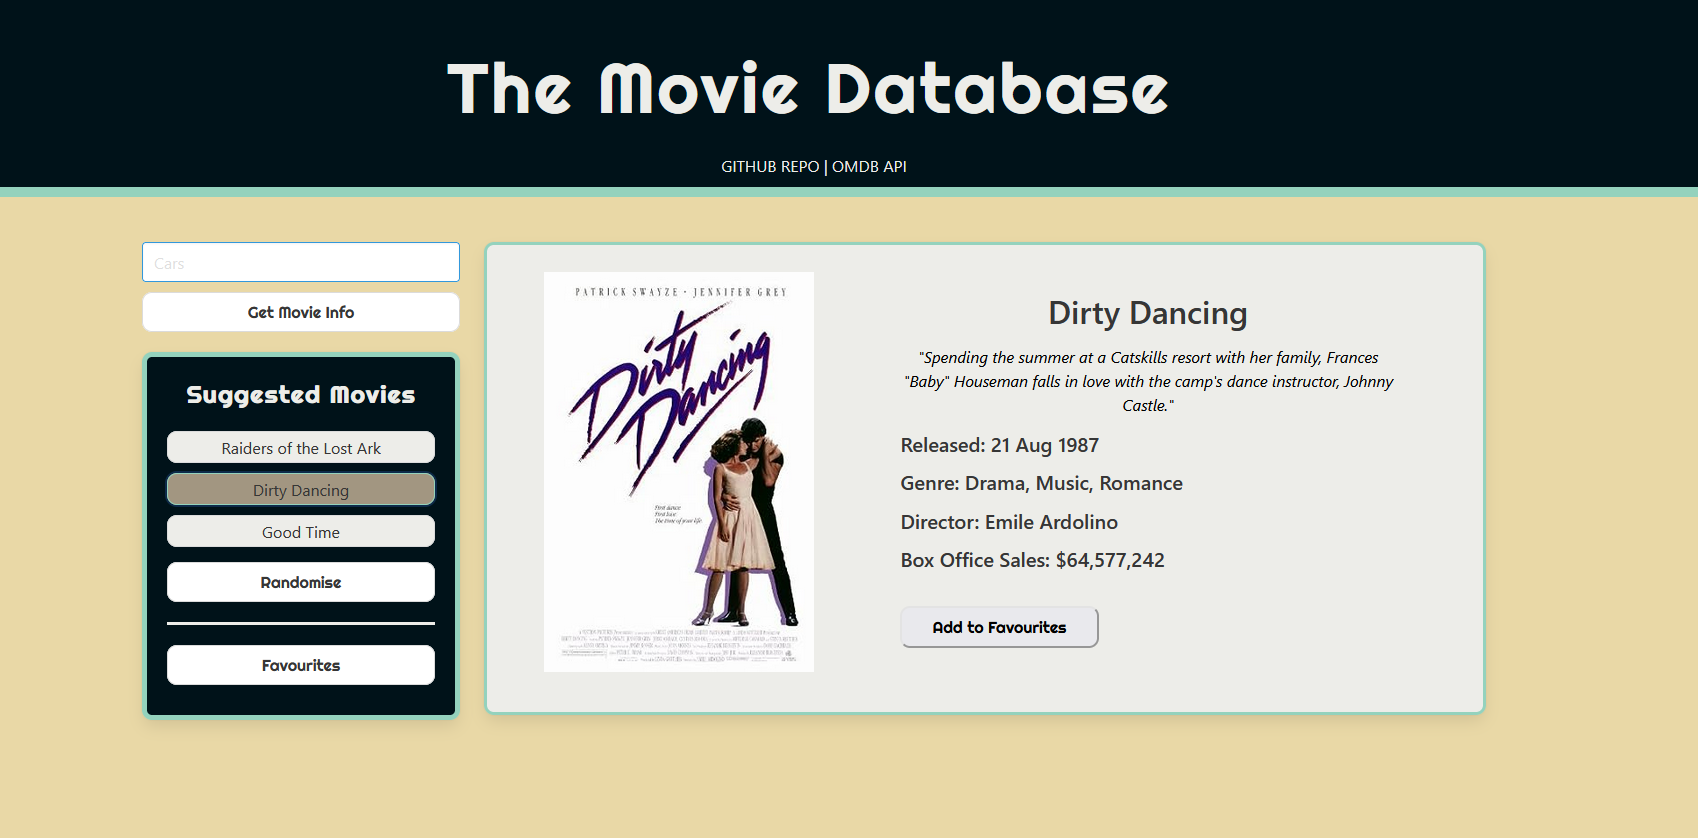 The Movie Database
GITHUB REPO | OMDB API
Cars
Get Movie Info
Suggested Movies
Raiders of the Lost Ark
Dirty Dancing
Good Time
Randomise
Favourites
PATRICK SWAYZE · JENNIFER GREY
Dirty
Dancing
First dance
First love
The time of your life
Dirty Dancing
"Spending the summer at a Catskills resort with her family, Frances
"Baby" Houseman falls in love with the camp's dance instructor, Johnny
Castle."
Released: 21 Aug 1987
Genre: Drama, Music, Romance
Director: Emile Ardolino
Box Office Sales: $64,577,242
Add to Favourites